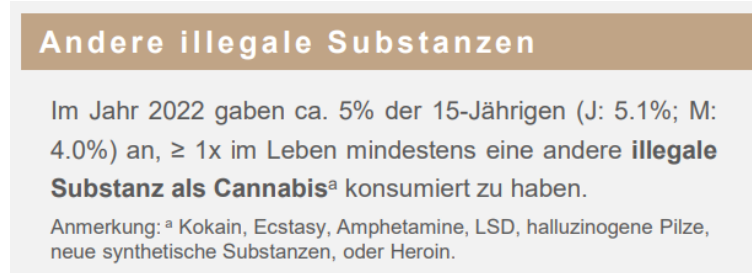 Andere illegale Substanzen
Im Jahr 2022 gaben ca. 5% der 15-Jährigen (J: 5.1%; M:
4.0%) an, ≥ 1x im Leben mindestens eine andere illegale
Substanz als Cannabisᵃ konsumiert zu haben.
Anmerkung: ᵃ Kokain, Ecstasy, Amphetamine, LSD, halluzinogene Pilze,
neue synthetische Substanzen, oder Heroin.